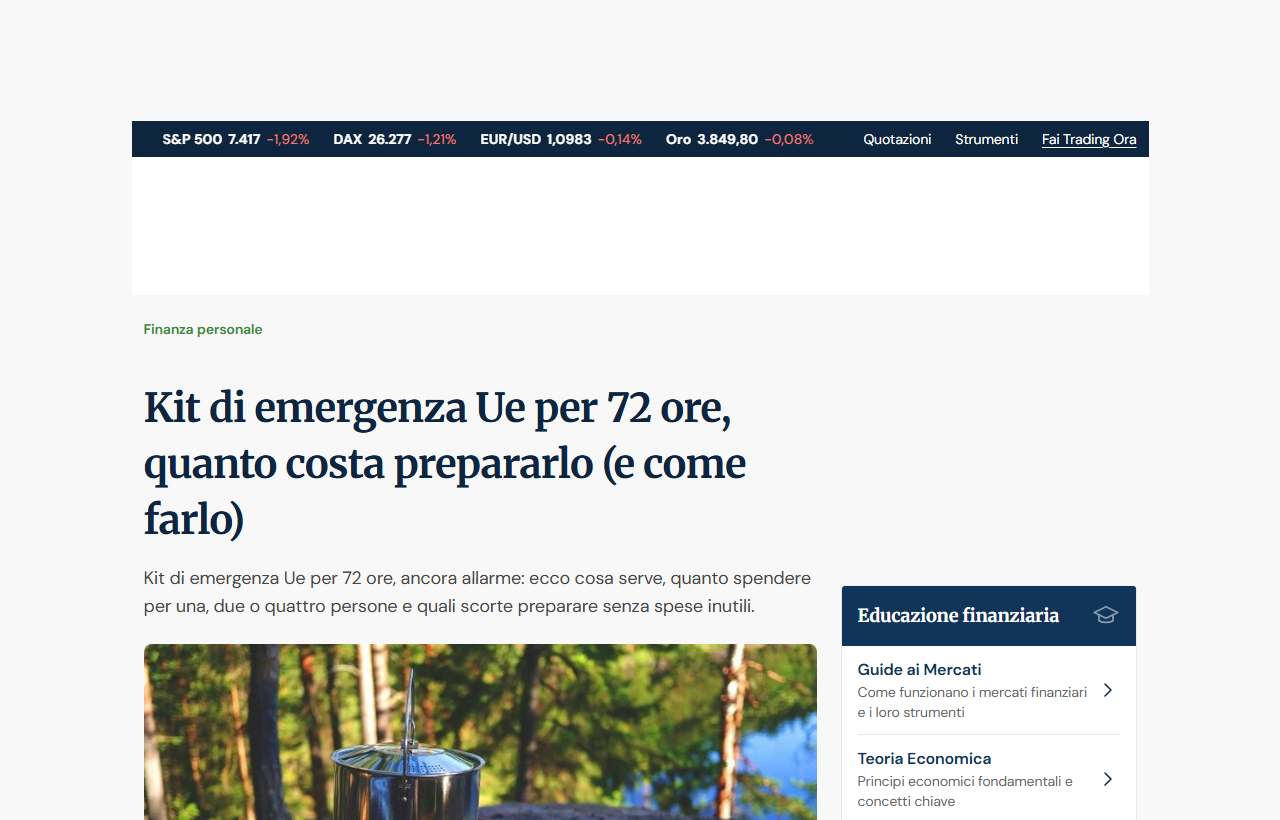 S&P 500 7.417 -1,92% DAX 26.277 -1,21% EUR/USD 1,0983 -0,14% Oro 3.849,80 -0,08% Quotazioni Strumenti Fai Trading Ora
Finanza personale
Kit di emergenza Ue per 72 ore,
quanto costa prepararlo (e come
farlo)
Kit di emergenza Ue per 72 ore, ancora allarme: ecco cosa serve, quanto spendere
per una, due o quattro persone e quali scorte preparare senza spese inutili.
Educazione finanziaria
Guide ai Mercati
Come funzionano i mercati finanziari
e i loro strumenti
Teoria Economica
Principi economici fondamentali e
concetti chiave